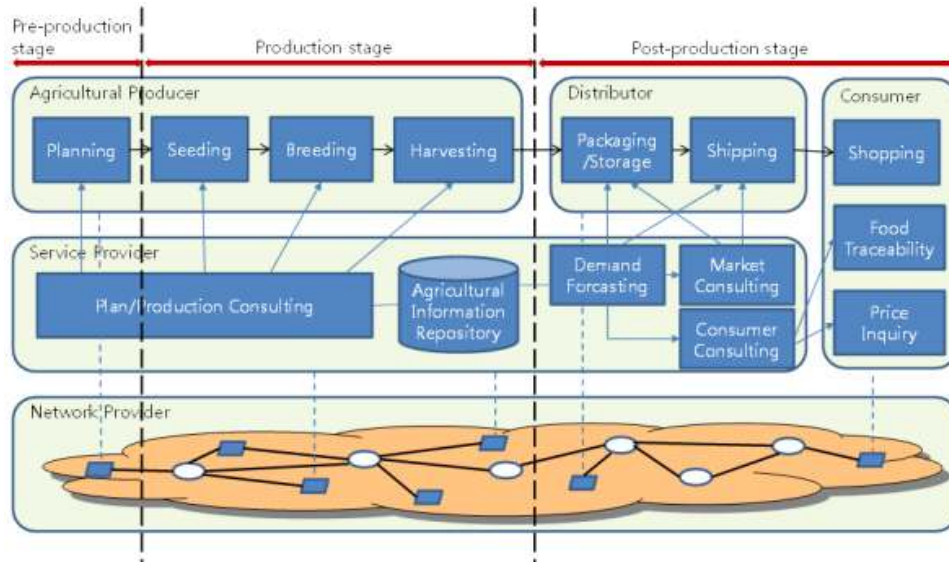 Pre-production
stage
Production stage
Post-production stage
Agricultural Producer
Distributor
Consumer
Planning
Seeding
Breeding
Harvesting
Packaging
/Storage
Shipping
Shopping
Service Provider
Plan/Production Consulting
Agricultural
Information
Repository
Demand
Forcasting
Market
Consulting
Consumer
Consulting
Food
Traceability
Price
Inquiry
Network Provider